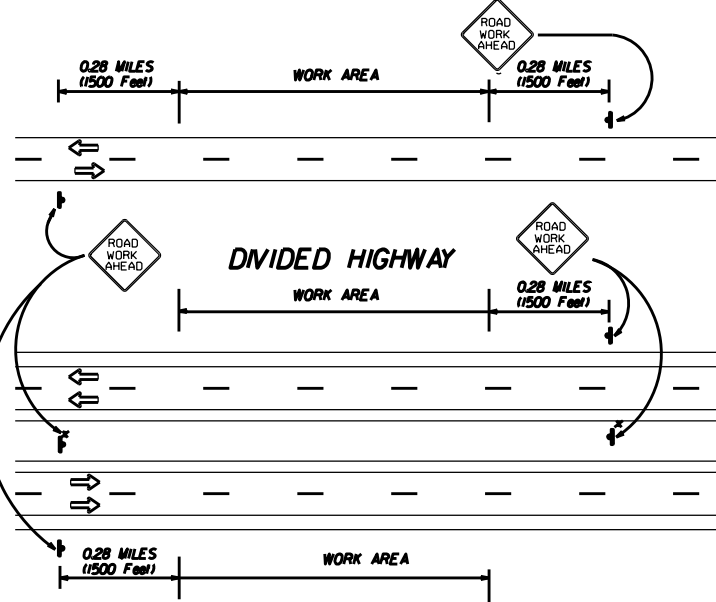 ROAD
WORK
AHEAD
0.28 MILES
(1500 Feet)
WORK AREA
0.28 MILES
(1500 Feet)
ROAD
WORK
AHEAD
DIVIDED HIGHWAY
ROAD
WORK
AHEAD
WORK AREA
0.28 MILES
(1500 Feet)
x
x
0.28 MILES
(1500 Feet)
WORK AREA